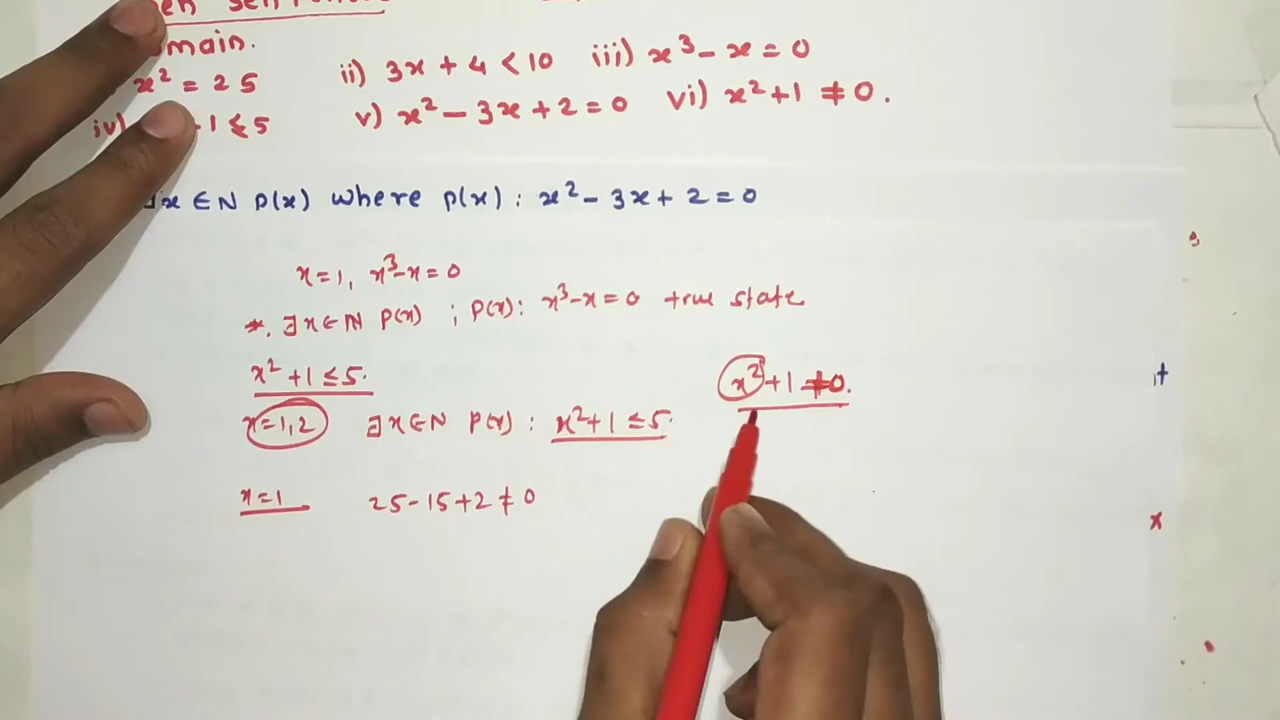 main.
x² = 25 ii) 3x + 4 < 10 iii) x³ - x = 0
iv) - 1 ≤ 5 v) x² - 3x + 2 = 0 vi) x² + 1 ≠ 0.
∃x ∈ N p(x) where p(x) : x² - 3x + 2 = 0
x = 1, x³ - x = 0
*. ∃ x ∈ N P(x) ; P(x) : x³ - x = 0 true state
x² + 1 ≤ 5.
x² + 1 ≠ 0.
x = 1, 2 ∃ x ∈ N P(x) : x² + 1 ≤ 5.
x = 1 25 - 15 + 2 ≠ 0